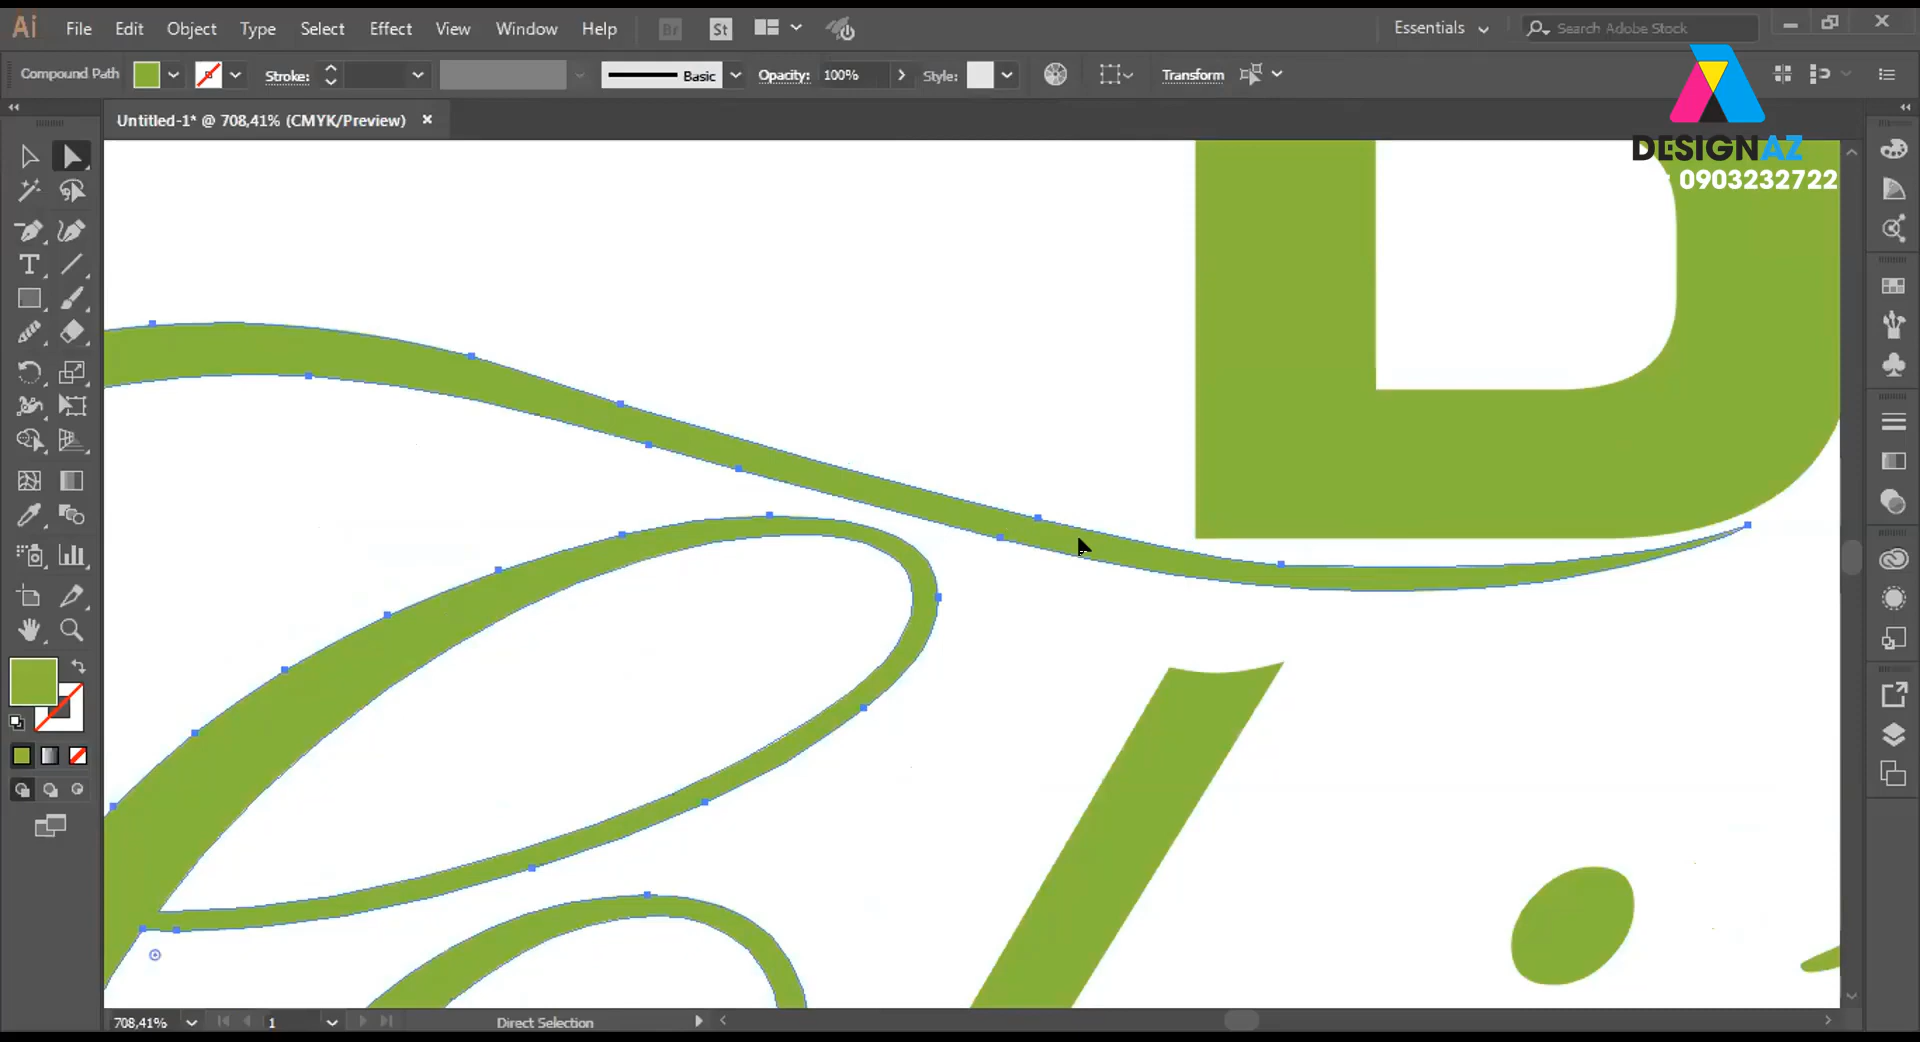 Ai File Edit Object Type Select Effect View Window Help Br St Essentials Search Adobe Stock
Compound Path Stroke: Basic Opacity: 100% Style: Transform
Untitled-1* @ 708,41% (CMYK/Preview)
DESIGNAZ
0903232722
708,41% 1 Direct Selection